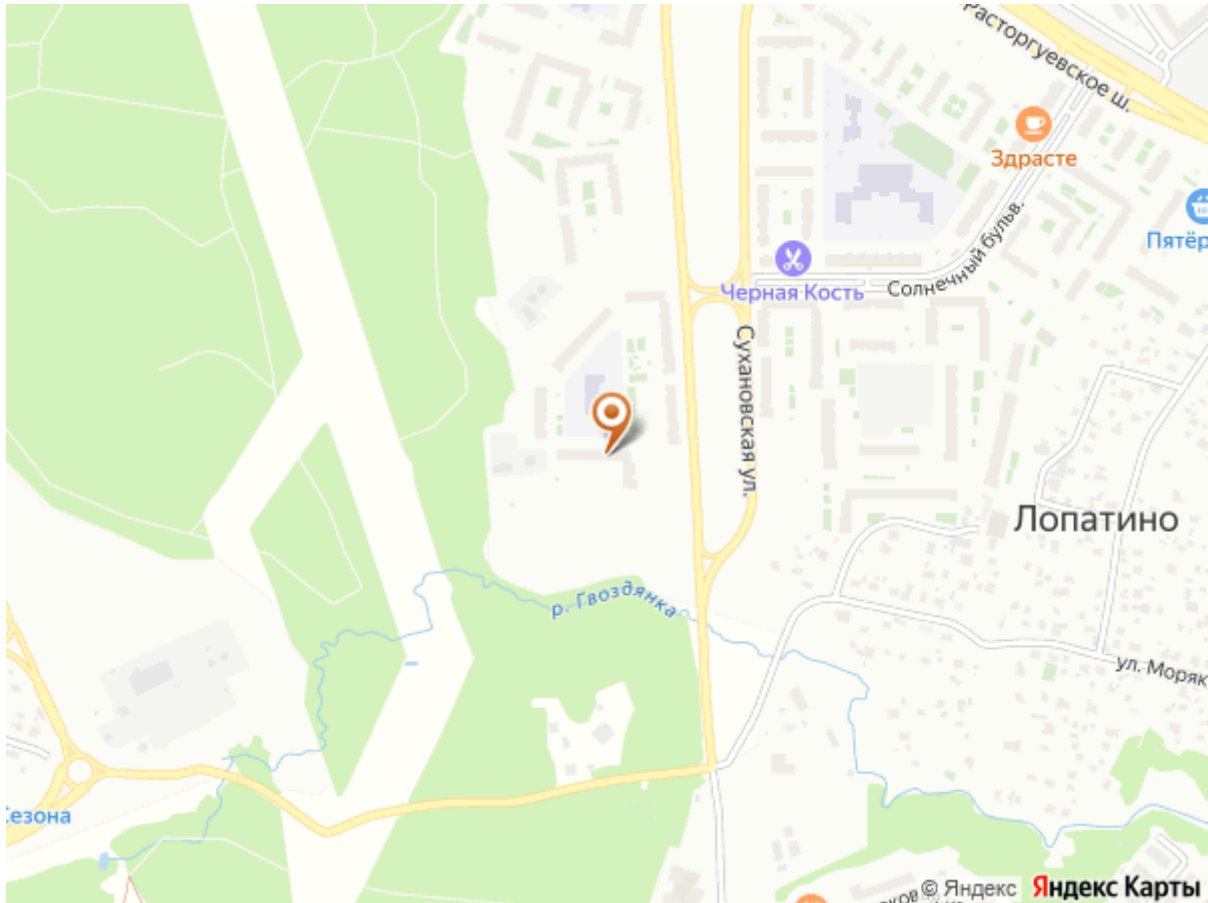 Расторгуевское ш.
Здрасте
Пятёр
Солнечный бульв.
Черная Кость
Сухановская ул.
Лопатино
р. Гвоздянка
ул. Моряк
Сезона
© Яндекс Яндекс Карты